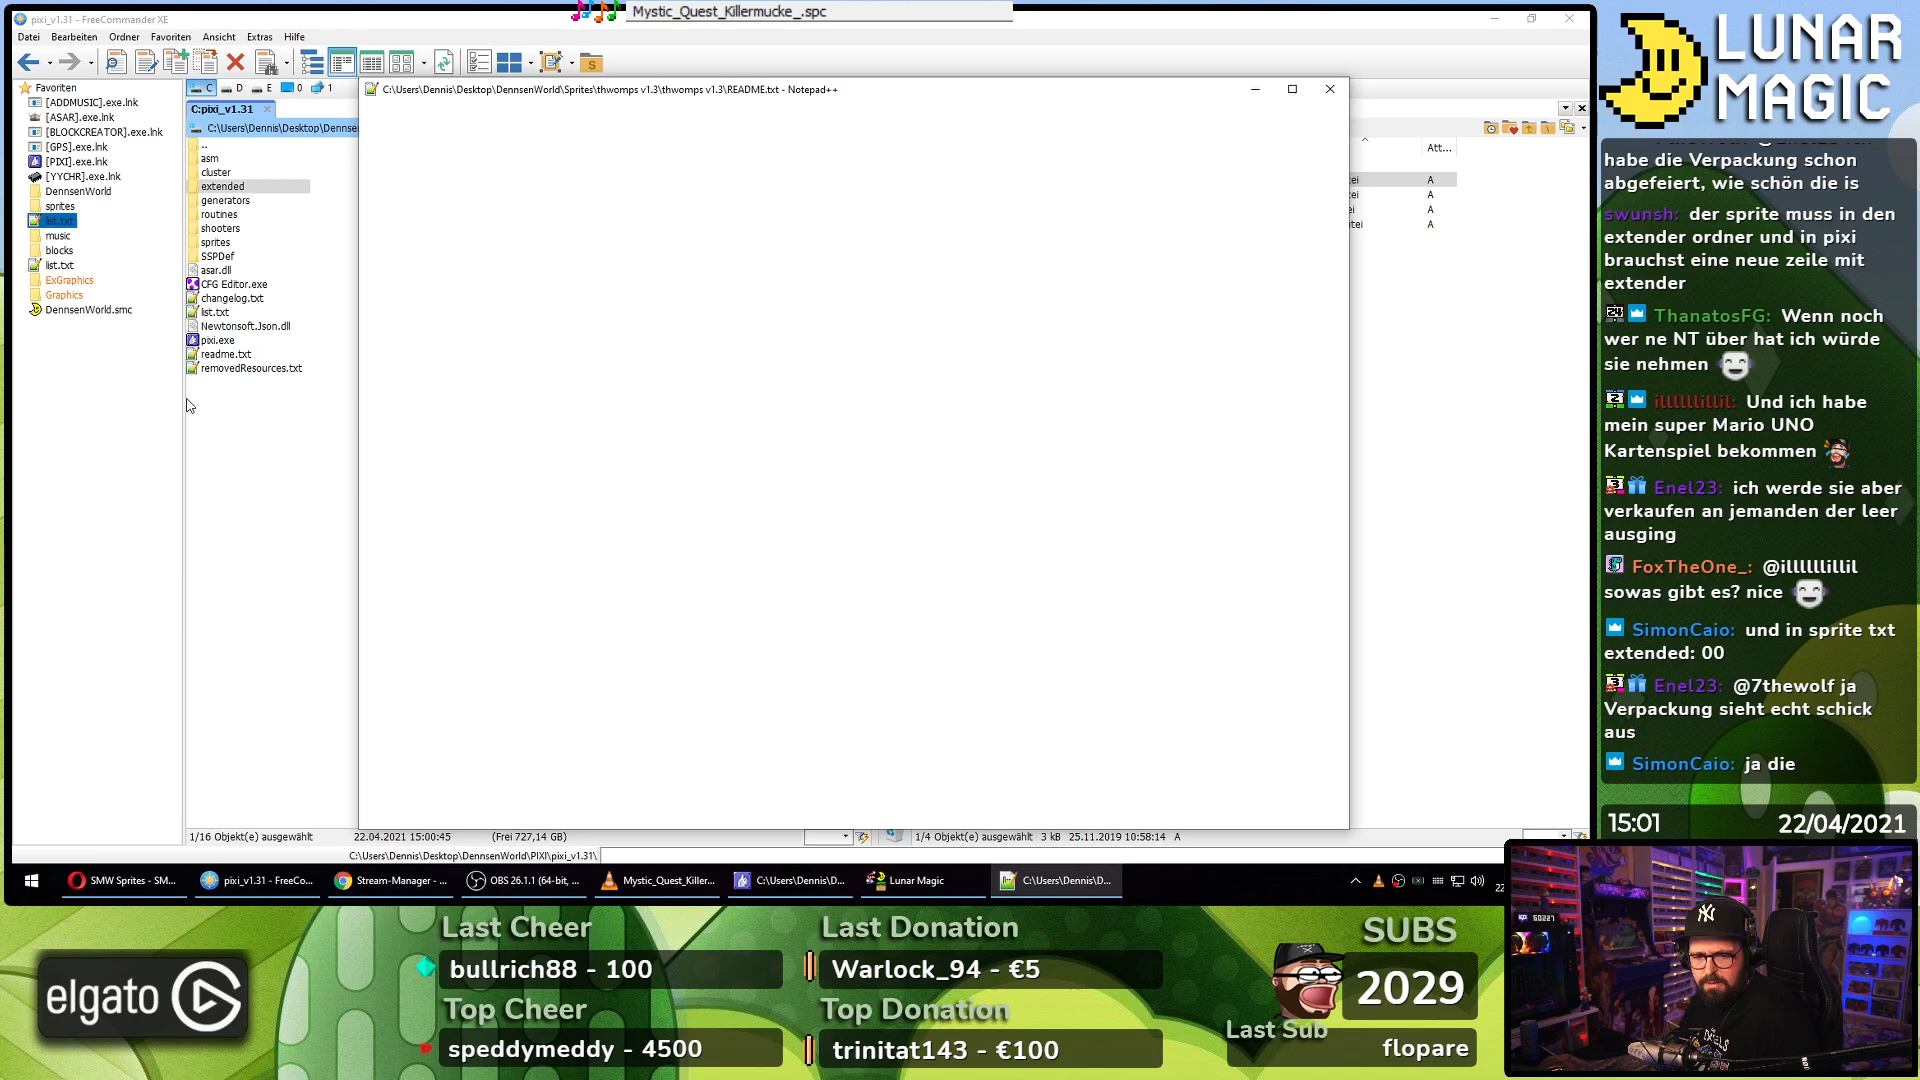 pixi_v1.31 - FreeCommander XE
Mystic_Quest_Killermucke_.spc
Datei Bearbeiten Ordner Favoriten Ansicht Extras Hilfe
Favoriten
[ADDMUSIC].exe.lnk
[ASAR].exe.lnk
[BLOCKCREATOR].exe.lnk
[GPS].exe.lnk
[PIXI].exe.lnk
[YYCHR].exe.lnk
DennsenWorld
sprites
list.txt
music
blocks
list.txt
ExGraphics
Graphics
DennsenWorld.smc
C D E 0 1
C:pixi_v1.31
C:\Users\Dennis\Desktop\Dennsen
..
asm
cluster
extended
generators
routines
shooters
sprites
SSPDef
asar.dll
CFG Editor.exe
changelog.txt
list.txt
Newtonsoft.Json.dll
pixi.exe
readme.txt
removedResources.txt
C:\Users\Dennis\Desktop\DennsenWorld\Sprites\thwomps v1.3\thwomps v1.3\README.txt - Notepad++
Att...
tei A
A
ei A
tei A
1/16 Objekt(e) ausgewählt 22.04.2021 15:00:45 (Frei 727,14 GB)
1/4 Objekt(e) ausgewählt 3 kB 25.11.2019 10:58:14 A
C:\Users\Dennis\Desktop\DennsenWorld\PIXI\pixi_v1.31\
SMW Sprites - SM...
pixi_v1.31 - FreeCo...
Stream-Manager - ...
OBS 26.1.1 (64-bit, ...
Mystic_Quest_Killer...
C:\Users\Dennis\D...
Lunar Magic
C:\Users\Dennis\D...
22
LUNAR
MAGIC
habe die Verpackung schon
abgefeiert, wie schön die is
swunsh: der sprite muss in den
extender ordner und in pixi
brauchst eine neue zeile mit
extender
ThanatosFG: Wenn noch
wer ne NT über hat ich würde
sie nehmen
illlllillil: Und ich habe
mein super Mario UNO
Kartenspiel bekommen
Enel23: ich werde sie aber
verkaufen an jemanden der leer
ausging
FoxTheOne_: @illlllillil
sowas gibt es? nice
SimonCaio: und in sprite txt
extended: 00
Enel23: @7thewolf ja
Verpackung sieht echt schick
aus
SimonCaio: ja die
15:01 22/04/2021
elgato
Last Cheer
bullrich88 - 100
Top Cheer
speddymeddy - 4500
Last Donation
Warlock_94 - €5
Top Donation
trinitat143 - €100
SUBS
2029
Last Sub
flopare